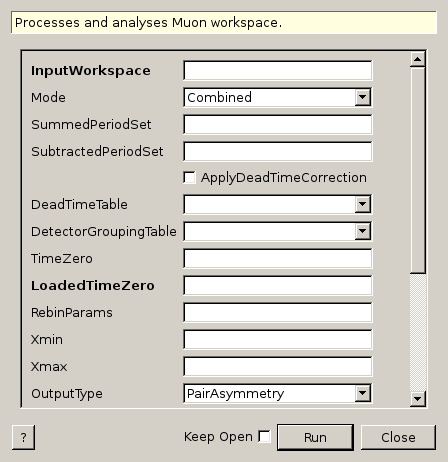 Processes and analyses Muon workspace.
InputWorkspace
Mode Combined
SummedPeriodSet
SubtractedPeriodSet
ApplyDeadTimeCorrection
DeadTimeTable
DetectorGroupingTable
TimeZero
LoadedTimeZero
RebinParams
Xmin
Xmax
OutputType PairAsymmetry
? Keep Open Run Close